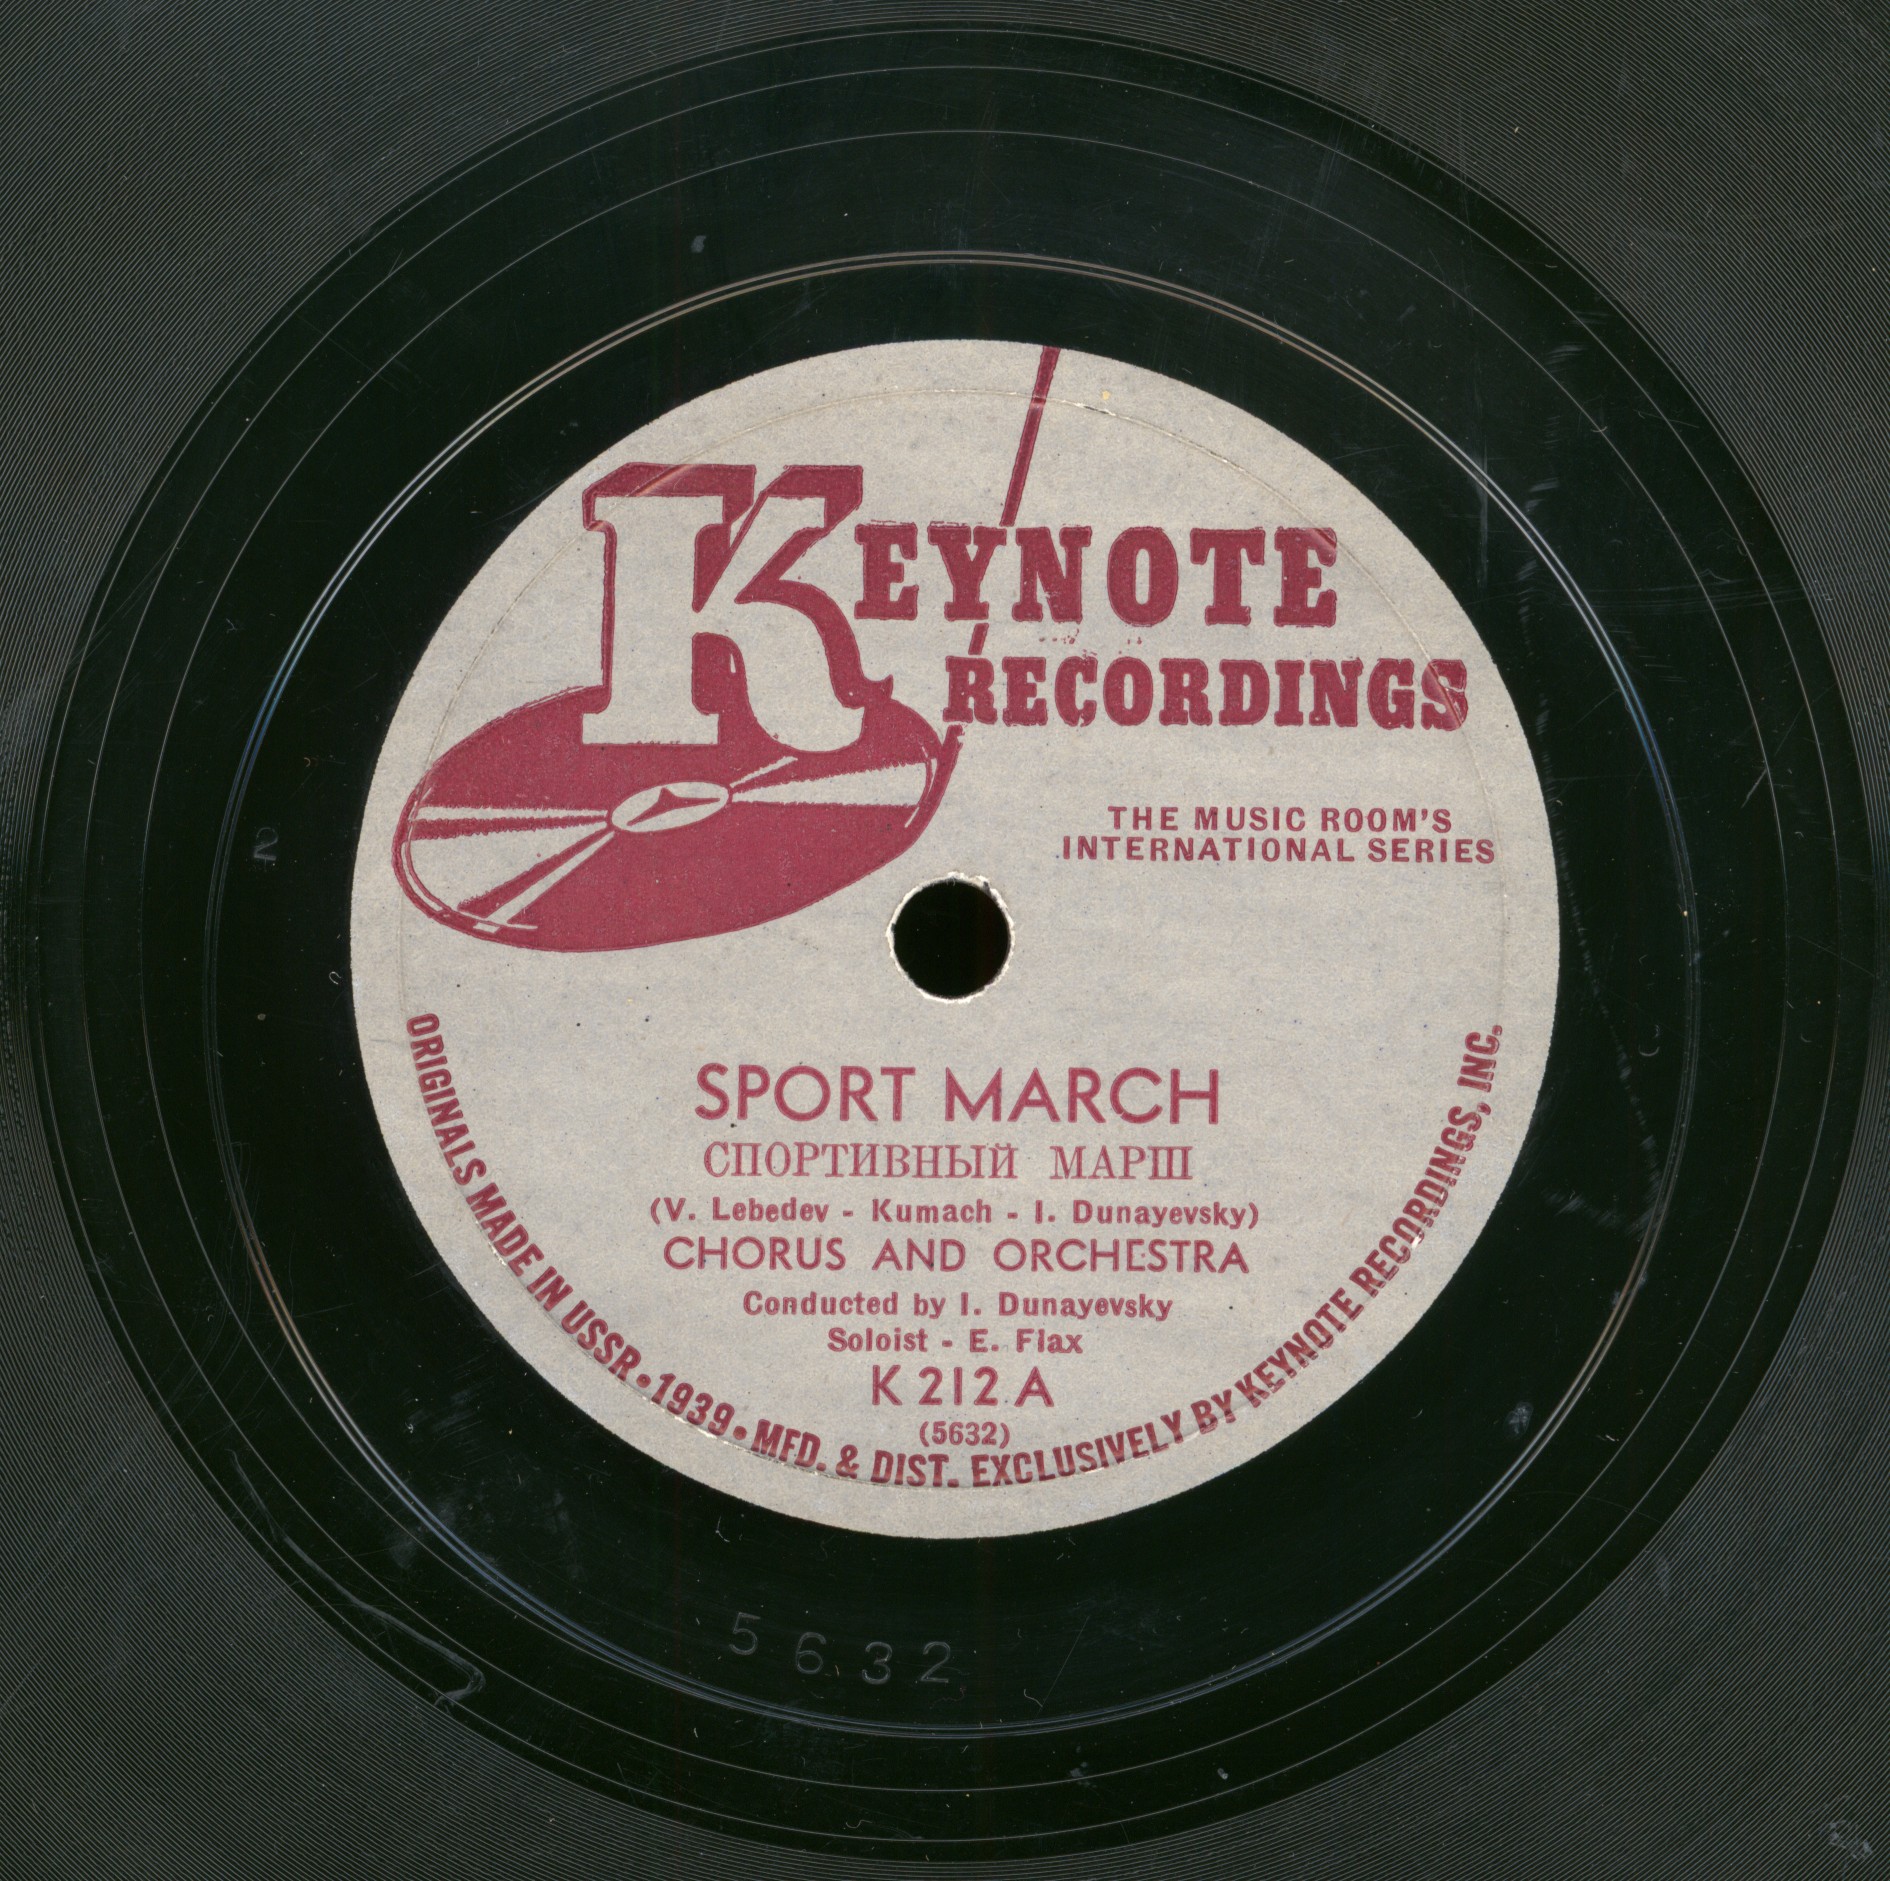 KEYNOTE
RECORDINGS
THE MUSIC ROOM'S
INTERNATIONAL SERIES
2
SPORT MARCH
СПОРТИВНЫЙ МАРШ
(V. Lebedev - Kumach - I. Dunayevsky)
CHORUS AND ORCHESTRA
Conducted by I. Dunayevsky
Soloist - E. Flax
K 212 A
(5632)
ORIGINALS MADE IN USSR • 1939 • MFD. & DIST. EXCLUSIVELY BY KEYNOTE RECORDINGS, INC.
5632